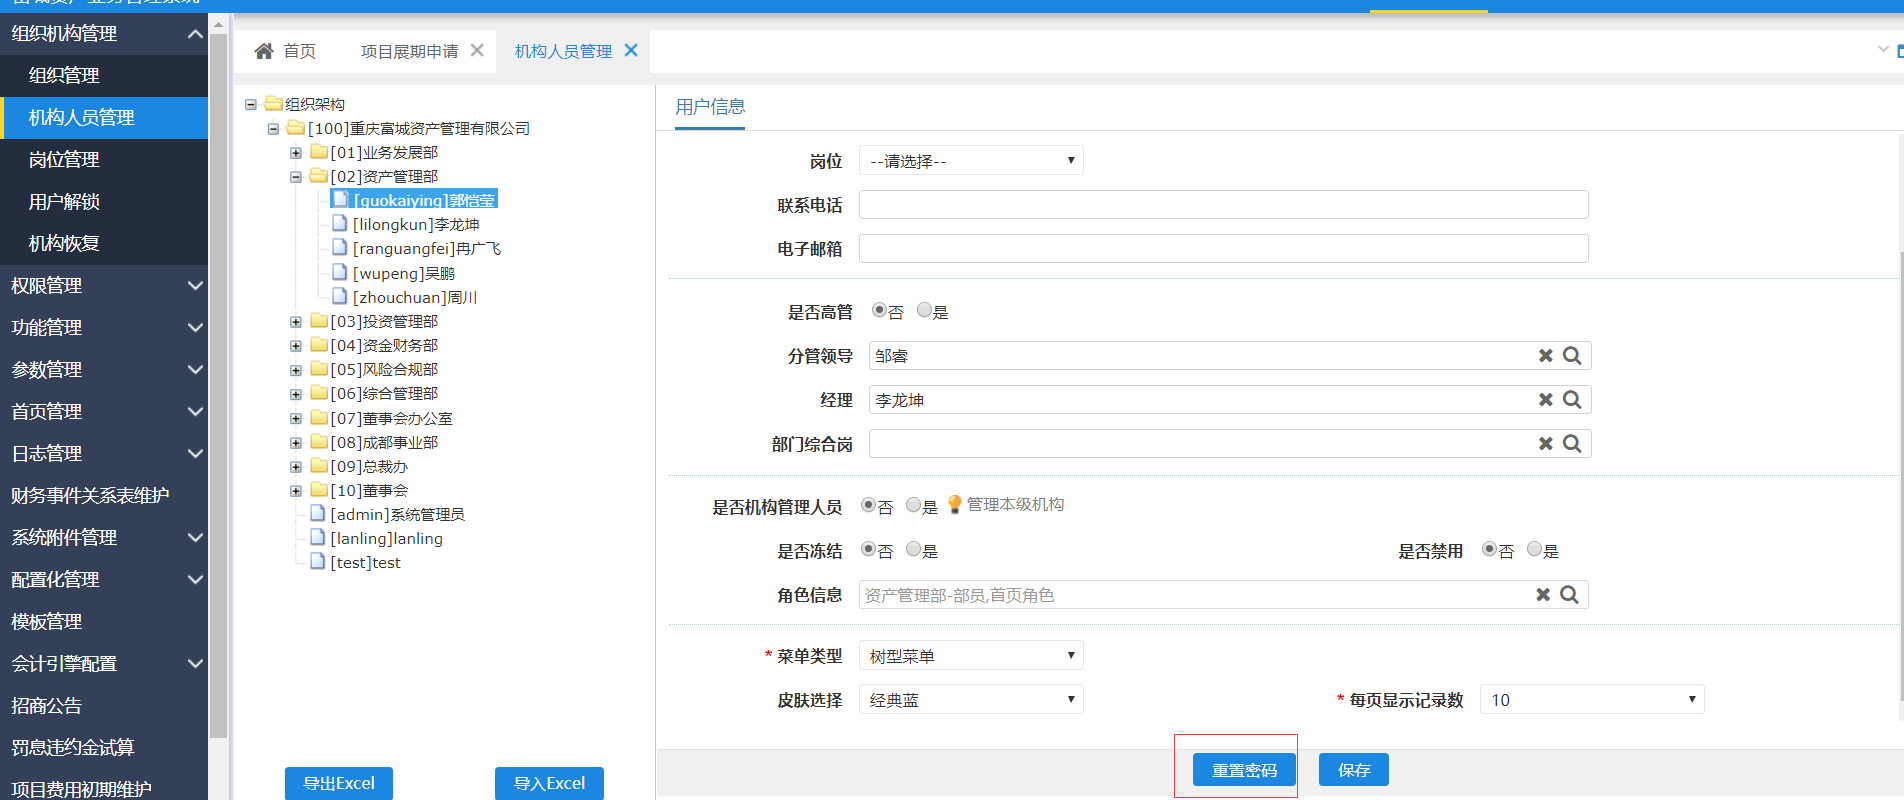 组织机构管理
组织管理
机构人员管理
岗位管理
用户解锁
机构恢复
权限管理
功能管理
参数管理
首页管理
日志管理
财务事件关系表维护
系统附件管理
配置化管理
模板管理
会计引擎配置
招商公告
罚息违约金试算
项目费用初期维护
首页 项目展期申请 机构人员管理
组织架构
[100]重庆富城资产管理有限公司
[01]业务发展部
[02]资产管理部
[guokaiying]郭恺莹
[lilongkun]李龙坤
[ranguangfei]冉广飞
[wupeng]吴鹏
[zhouchuan]周川
[03]投资管理部
[04]资金财务部
[05]风险合规部
[06]综合管理部
[07]董事会办公室
[08]成都事业部
[09]总裁办
[10]董事会
[admin]系统管理员
[lanling]lanling
[test]test
导出Excel 导入Excel
用户信息
岗位 --请选择--
联系电话
电子邮箱
是否高管 否 是
分管领导 邹睿
经理 李龙坤
部门综合岗
是否机构管理人员 否 是 管理本级机构
是否冻结 否 是 是否禁用 否 是
角色信息 资产管理部-部员,首页角色
* 菜单类型 树型菜单
皮肤选择 经典蓝 * 每页显示记录数 10
重置密码 保存